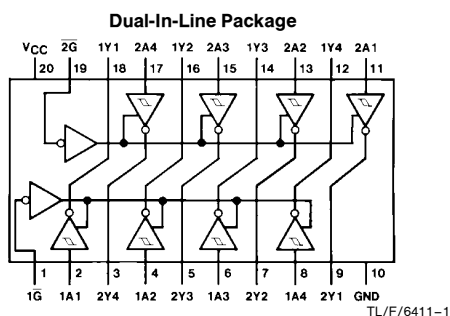 Dual-In-Line Package
VCC 2G̅ 1Y1 2A4 1Y2 2A3 1Y3 2A2 1Y4 2A1
20 19 18 17 16 15 14 13 12 11
1 2 3 4 5 6 7 8 9 10
1G̅ 1A1 2Y4 1A2 2Y3 1A3 2Y2 1A4 2Y1 GND
TL/F/6411–1